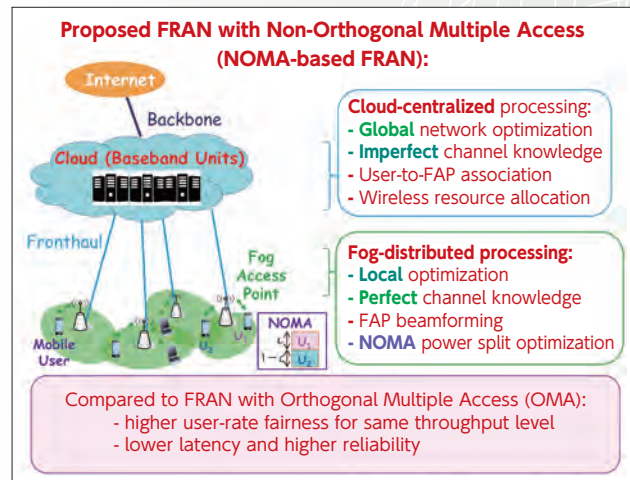 Proposed FRAN with Non-Orthogonal Multiple Access
(NOMA-based FRAN):
Internet
Backbone
Cloud (Baseband Units)
Fronthaul
Fog
Access
Point
Mobile
User
U₂
U₁
NOMA
U₁
1-
U₂
Cloud-centralized processing:
- Global network optimization
- Imperfect channel knowledge
- User-to-FAP association
- Wireless resource allocation
Fog-distributed processing:
- Local optimization
- Perfect channel knowledge
- FAP beamforming
- NOMA power split optimization
Compared to FRAN with Orthogonal Multiple Access (OMA):
- higher user-rate fairness for same throughput level
- lower latency and higher reliability